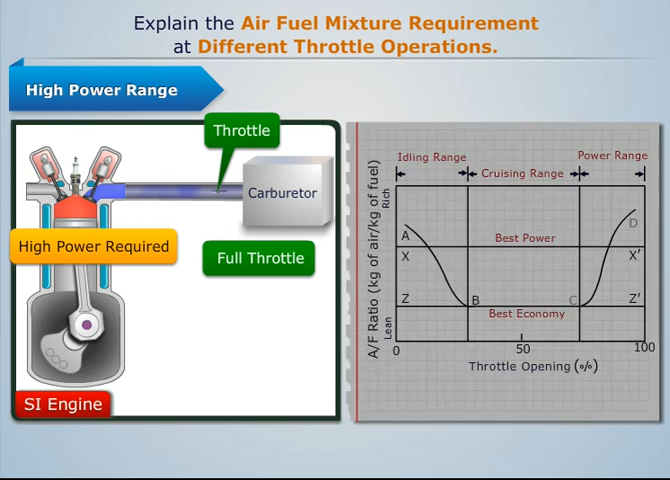 Explain the Air Fuel Mixture Requirement
at Different Throttle Operations.
High Power Range
Throttle
Carburetor
High Power Required
Full Throttle
SI Engine
Idling Range
Cruising Range
Power Range
A/F Ratio (kg of air/kg of fuel)
Rich
Lean
A
D
Best Power
X
X'
Z
B
C
Z'
Best Economy
0
50
100
Throttle Opening (%)